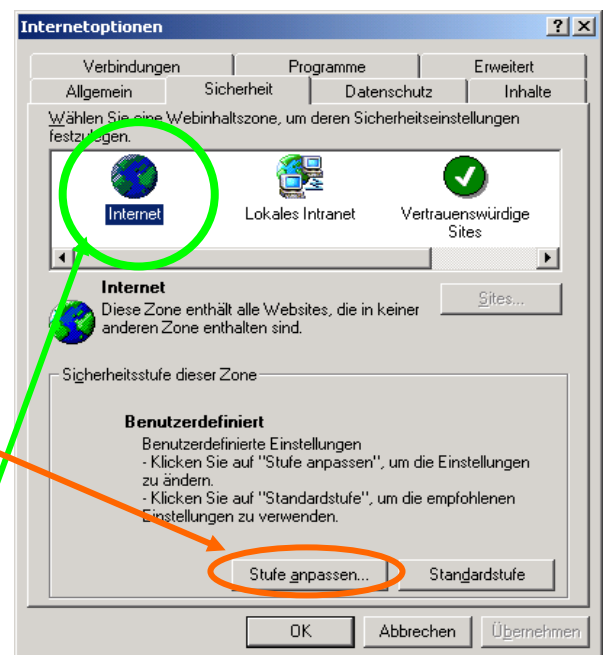 Internetoptionen
Verbindungen Programme Erweitert
Allgemein Sicherheit Datenschutz Inhalte
Wählen Sie eine Webinhaltszone, um deren Sicherheitseinstellungen
festzulegen.
Internet Lokales Intranet Vertrauenswürdige
Sites
Internet
Diese Zone enthält alle Websites, die in keiner
anderen Zone enthalten sind.
Sites...
Sicherheitsstufe dieser Zone
Benutzerdefiniert
Benutzerdefinierte Einstellungen
- Klicken Sie auf "Stufe anpassen", um die Einstellungen
zu ändern.
- Klicken Sie auf "Standardstufe", um die empfohlenen
Einstellungen zu verwenden.
Stufe anpassen... Standardstufe
OK Abbrechen Übernehmen